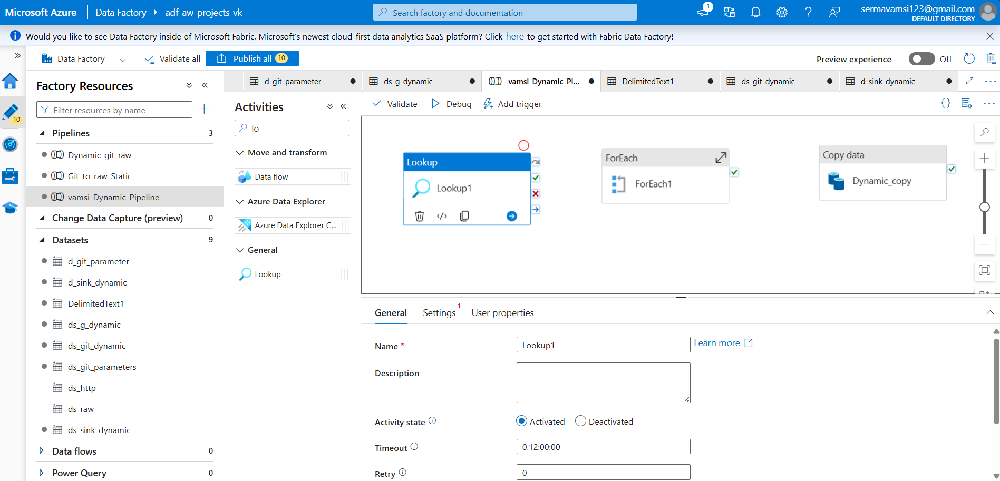 Microsoft Azure
Data Factory
adf-aw-projects-vk
Search factory and documentation
1
sermavamsi123@gmail.com
DEFAULT DIRECTORY
Would you like to see Data Factory inside of Microsoft Fabric, Microsoft's newest cloud-first data analytics SaaS platform? Click here to get started with Fabric Data Factory!
Data Factory
Validate all
Publish all 10
Preview experience
Off
10
Factory Resources
Filter resources by name
Pipelines 3
Dynamic_git_raw
Git_to_raw_Static
vamsi_Dynamic_Pipeline
Change Data Capture (preview) 0
Datasets 9
d_git_parameter
d_sink_dynamic
DelimitedText1
ds_g_dynamic
ds_git_dynamic
ds_git_parameters
ds_http
ds_raw
ds_sink_dynamic
Data flows 0
Power Query 0
d_git_parameter
ds_g_dynamic
vamsi_Dynamic_Pi...
DelimitedText1
ds_git_dynamic
d_sink_dynamic
Activities
lo
Move and transform
Data flow
Azure Data Explorer
Azure Data Explorer C...
General
Lookup
Validate
Debug
Add trigger
Lookup
Lookup1
ForEach
ForEach1
Copy data
Dynamic_copy
General
Settings 1
User properties
Name *
Lookup1
Learn more
Description
Activity state
Activated
Deactivated
Timeout
0.12:00:00
Retry
0